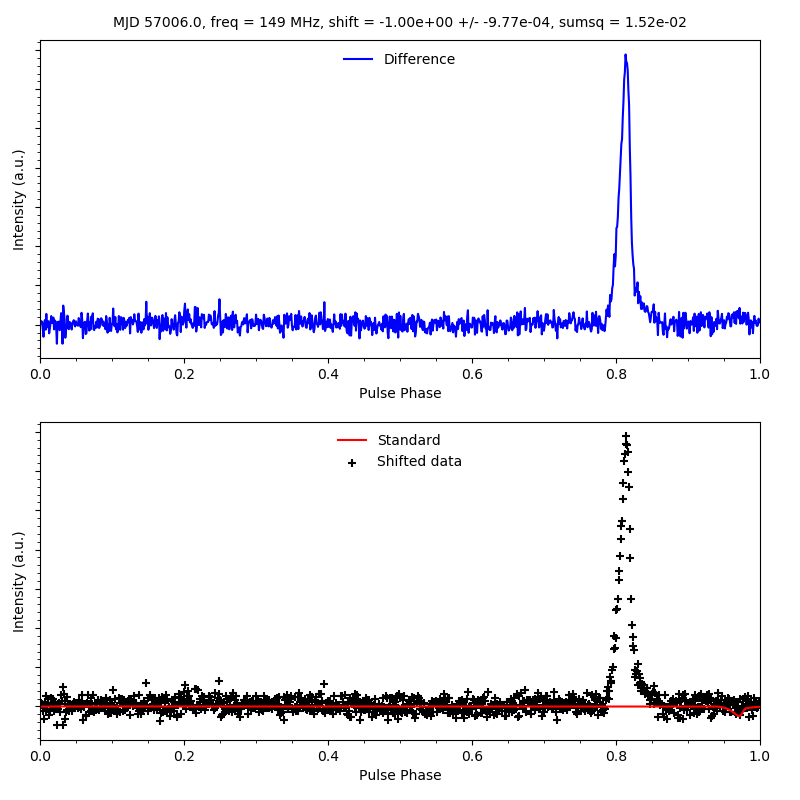 MJD 57006.0, freq = 149 MHz, shift = -1.00e+00 +/- -9.77e-04, sumsq = 1.52e-02
Difference
Intensity (a.u.)
0.0 0.2 0.4 0.6 0.8 1.0
Pulse Phase
Standard
Shifted data
Intensity (a.u.)
0.0 0.2 0.4 0.6 0.8 1.0
Pulse Phase